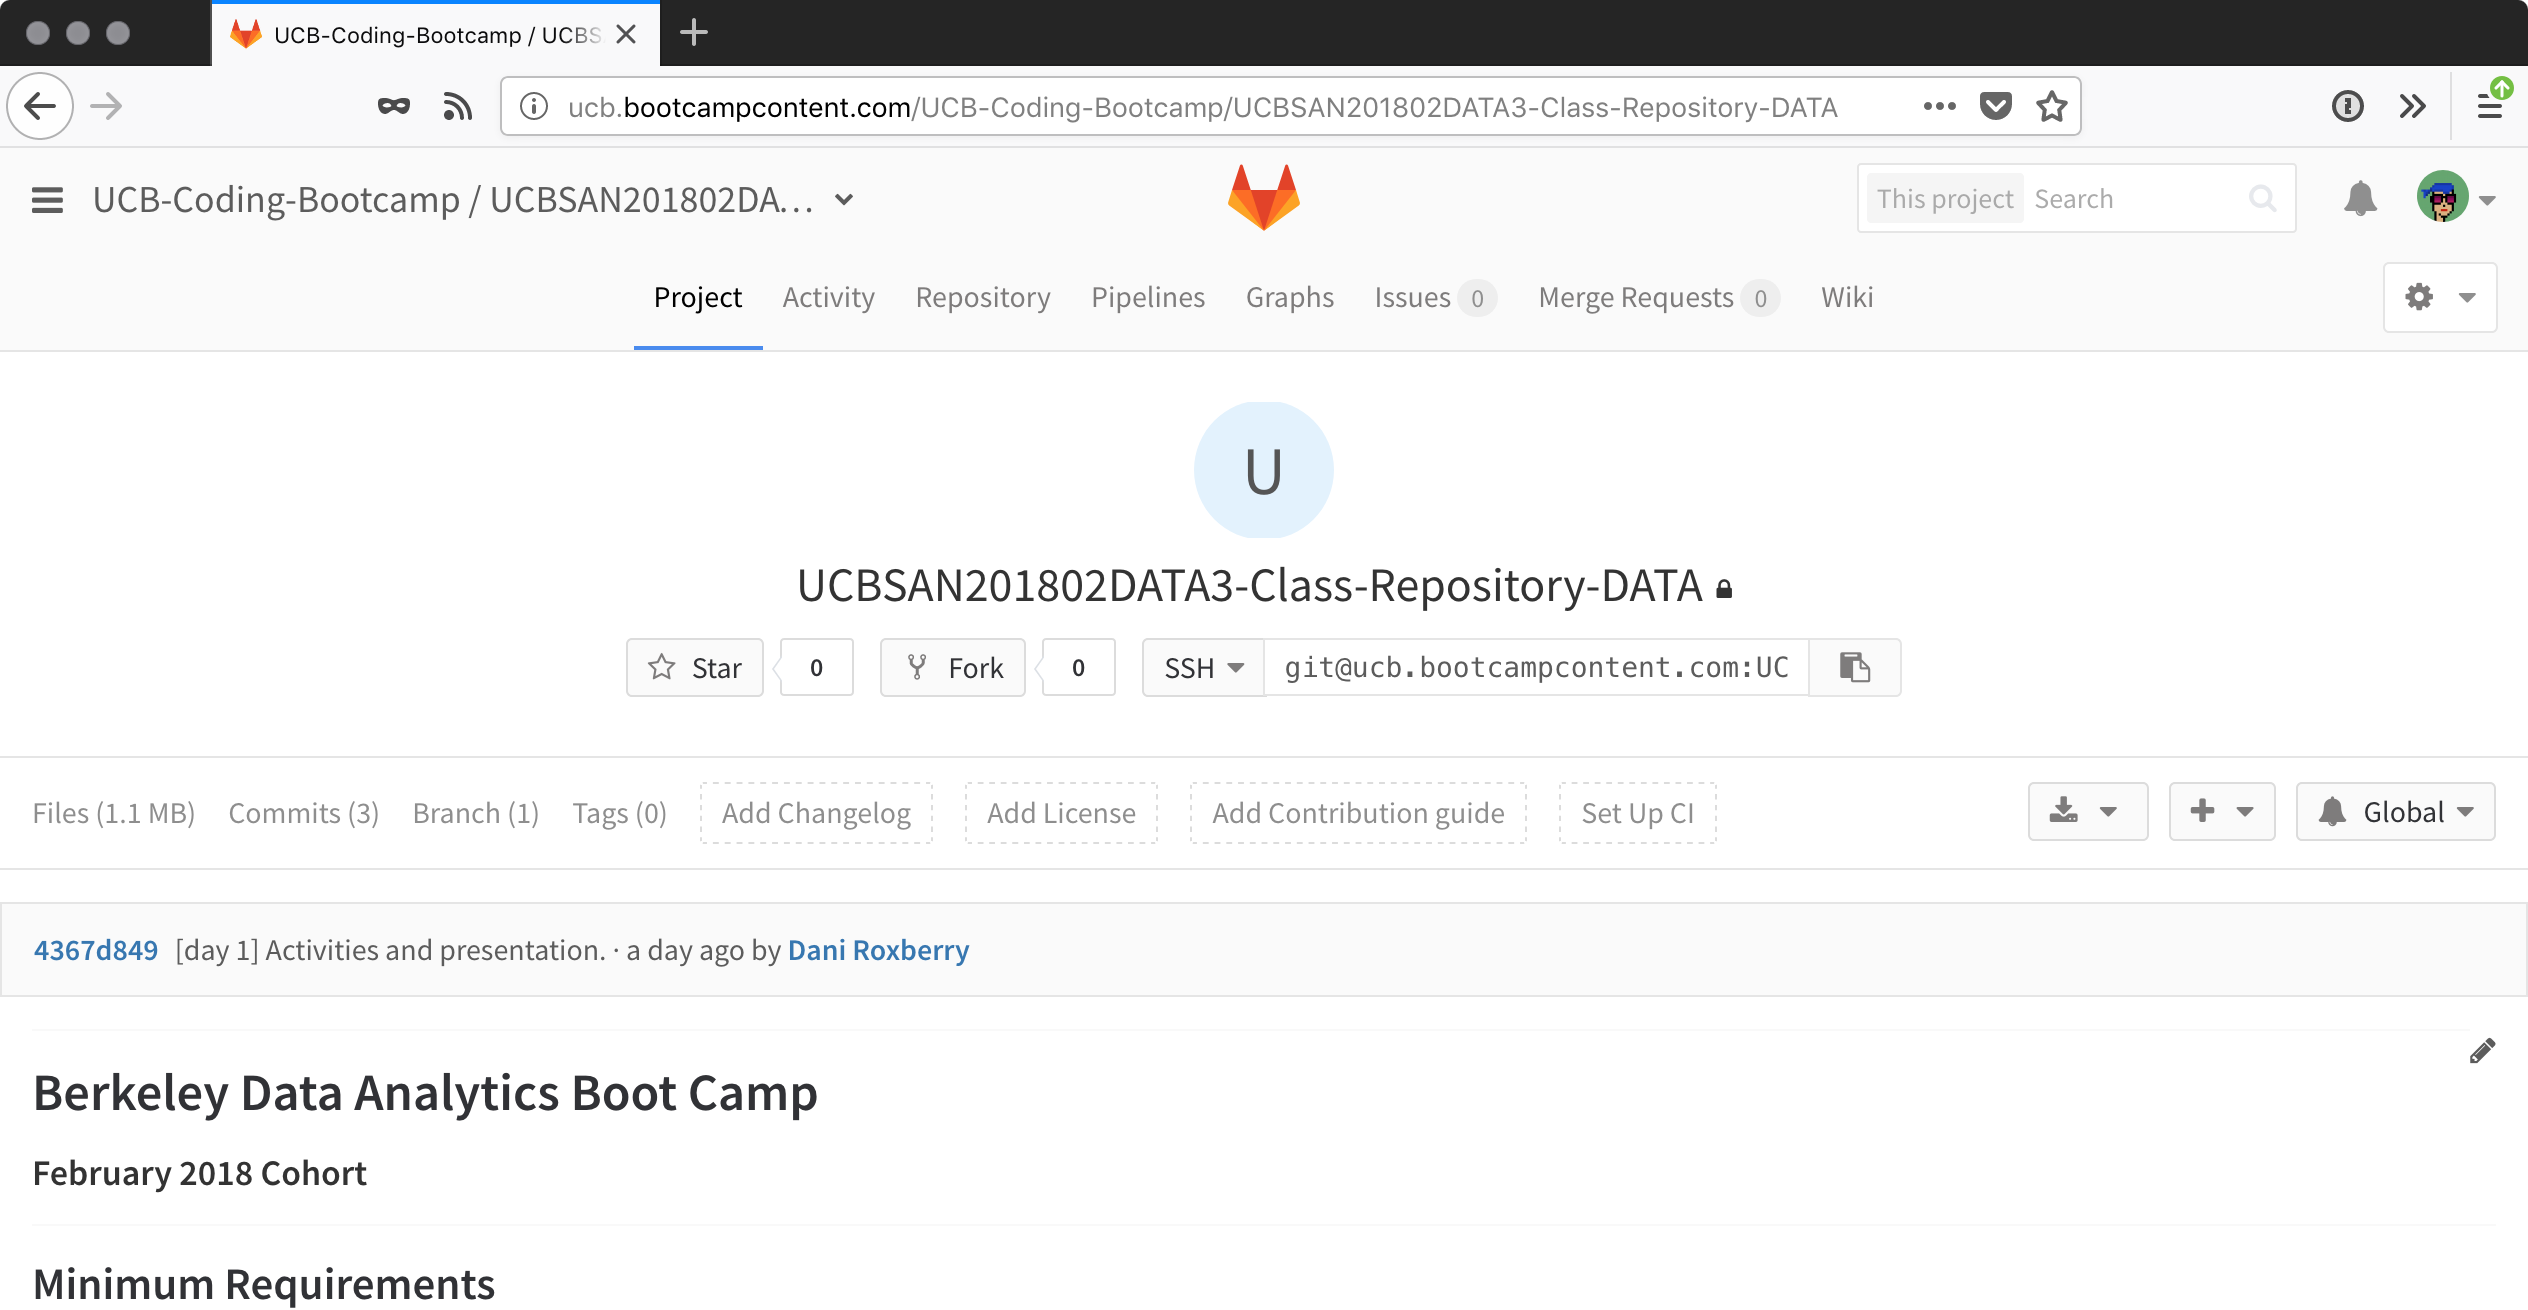 UCB-Coding-Bootcamp / UCBS
ucb.bootcampcontent.com/UCB-Coding-Bootcamp/UCBSAN201802DATA3-Class-Repository-DATA
UCB-Coding-Bootcamp / UCBSAN201802DA… This project Search
Project Activity Repository Pipelines Graphs Issues 0 Merge Requests 0 Wiki
U
UCBSAN201802DATA3-Class-Repository-DATA
Star 0 Fork 0 SSH git@ucb.bootcampcontent.com:UC
Files (1.1 MB) Commits (3) Branch (1) Tags (0) Add Changelog Add License Add Contribution guide Set Up CI Global
4367d849 [day 1] Activities and presentation. · a day ago by Dani Roxberry
Berkeley Data Analytics Boot Camp
February 2018 Cohort
Minimum Requirements